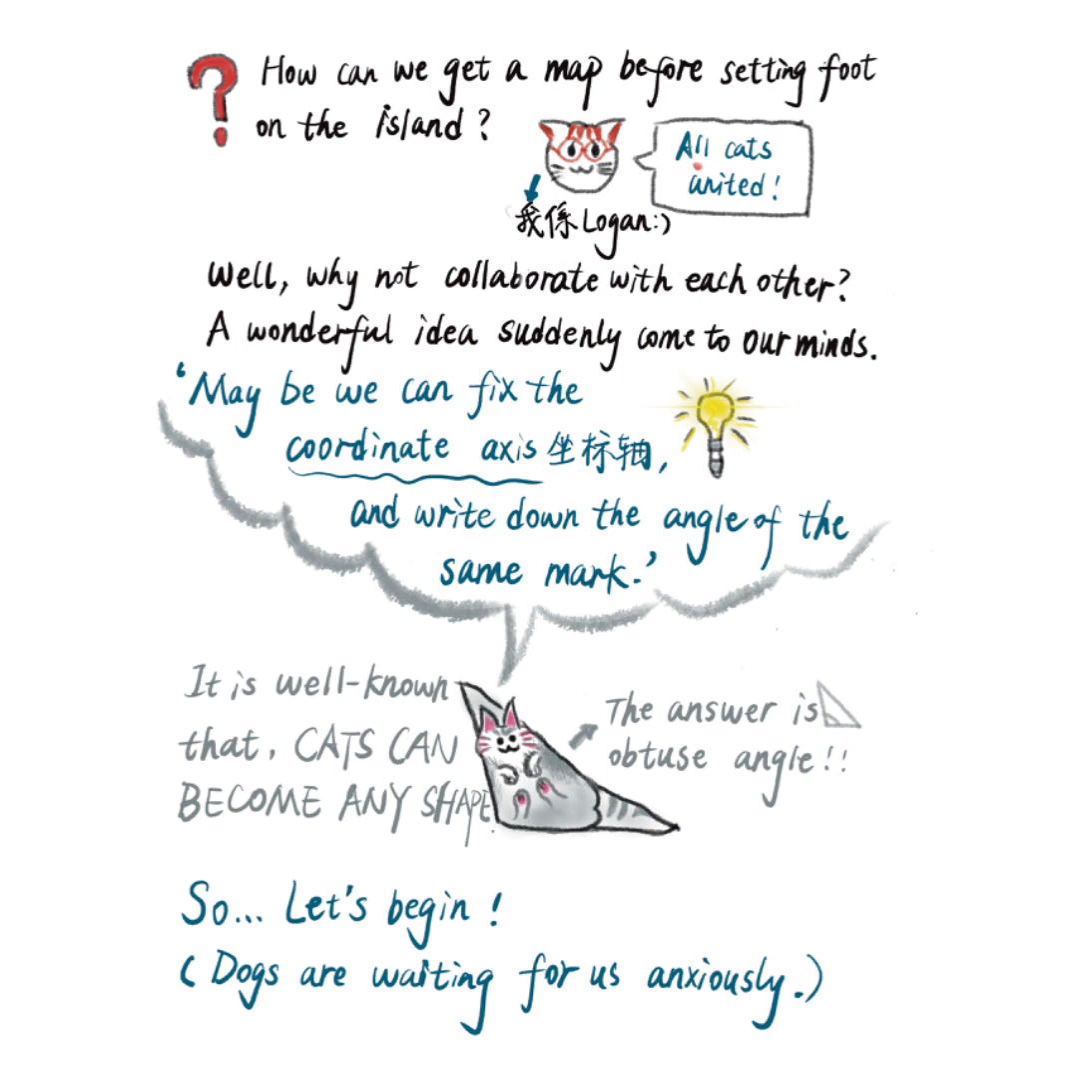 ? How can we get a map before setting foot
on the island?
All cats
united!
我係Logan:)
Well, why not collaborate with each other?
A wonderful idea suddenly come to our minds.
'May be we can fix the
coordinate axis坐标轴,
and write down the angle of the
same mark.'
It is well-known
that, CATS CAN
BECOME ANY SHAPE.
The answer is
obtuse angle!!
So... Let's begin!
(Dogs are waiting for us anxiously.)